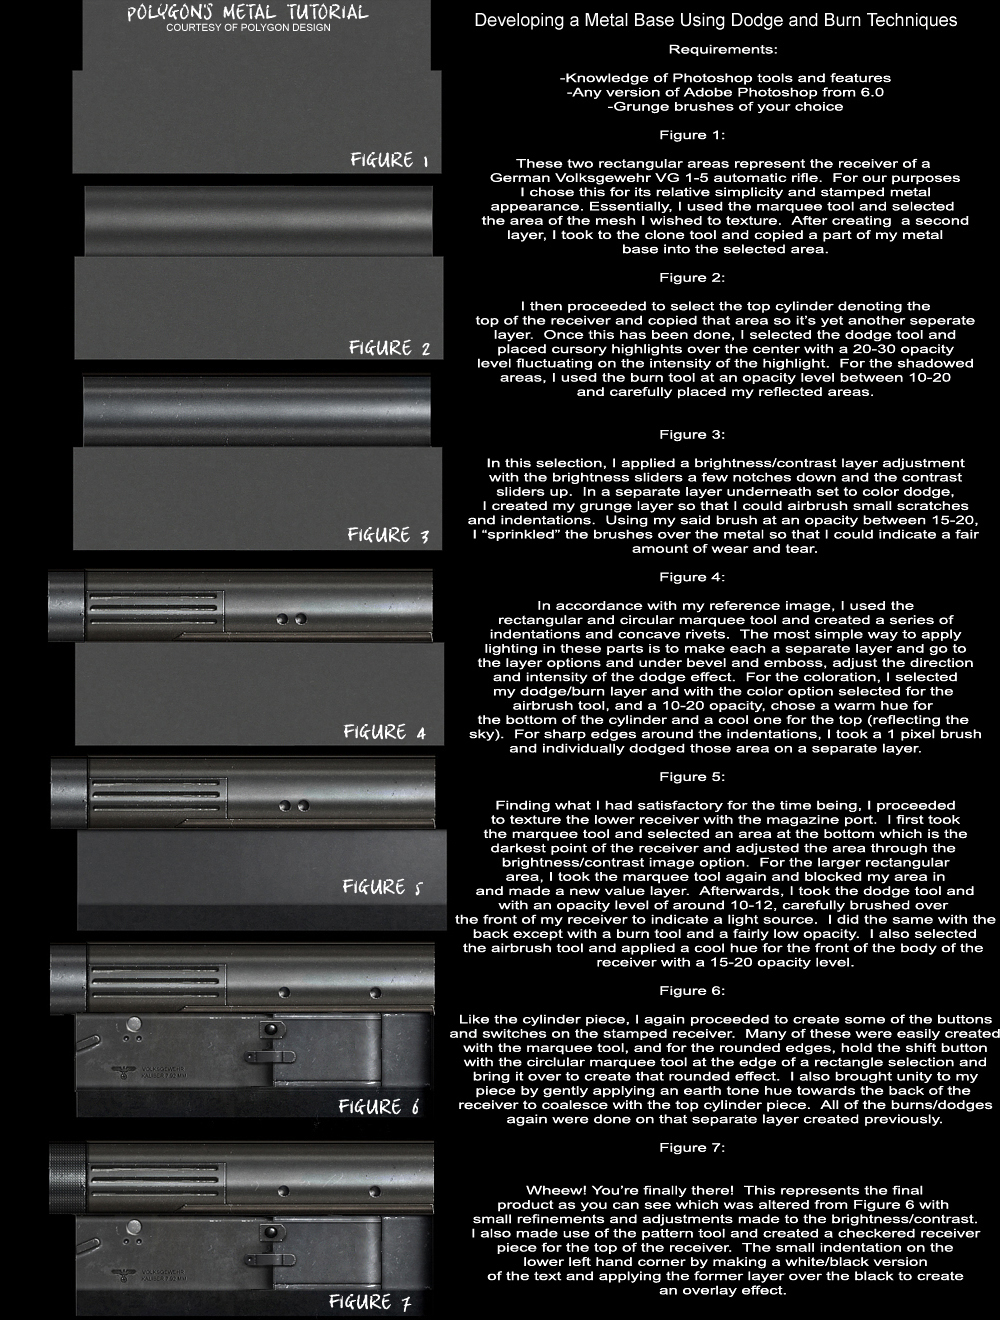 POLYGON'S METAL TUTORIAL
COURTESY OF POLYGON DESIGN
FIGURE 1
FIGURE 2
FIGURE 3
FIGURE 4
FIGURE 5
VOLKSGEWEHR
KALIBER 7.92 MM
FIGURE 6
VOLKSGEWEHR
KALIBER 7.92 MM
FIGURE 7
Developing a Metal Base Using Dodge and Burn Techniques
Requirements:
-Knowledge of Photoshop tools and features
-Any version of Adobe Photoshop from 6.0
-Grunge brushes of your choice
Figure 1:
These two rectangular areas represent the receiver of a
German Volksgewehr VG 1-5 automatic rifle.  For our purposes
I chose this for its relative simplicity and stamped metal
appearance. Essentially, I used the marquee tool and selected
the area of the mesh I wished to texture.  After creating  a second
layer, I took to the clone tool and copied a part of my metal
base into the selected area.
Figure 2:
I then proceeded to select the top cylinder denoting the
top of the receiver and copied that area so it's yet another seperate
layer.  Once this has been done, I selected the dodge tool and
placed cursory highlights over the center with a 20-30 opacity
level fluctuating on the intensity of the highlight.  For the shadowed
areas, I used the burn tool at an opacity level between 10-20
and carefully placed my reflected areas.
Figure 3:
In this selection, I applied a brightness/contrast layer adjustment
with the brightness sliders a few notches down and the contrast
sliders up.  In a separate layer underneath set to color dodge,
I created my grunge layer so that I could airbrush small scratches
and indentations.  Using my said brush at an opacity between 15-20,
I “sprinkled” the brushes over the metal so that I could indicate a fair
amount of wear and tear.
Figure 4:
In accordance with my reference image, I used the
rectangular and circular marquee tool and created a series of
indentations and concave rivets.  The most simple way to apply
lighting in these parts is to make each a separate layer and go to
the layer options and under bevel and emboss, adjust the direction
and intensity of the dodge effect.  For the coloration, I selected
my dodge/burn layer and with the color option selected for the
airbrush tool, and a 10-20 opacity, chose a warm hue for
the bottom of the cylinder and a cool one for the top (reflecting the
sky).  For sharp edges around the indentations, I took a 1 pixel brush
and individually dodged those area on a separate layer.
Figure 5:
Finding what I had satisfactory for the time being, I proceeded
to texture the lower receiver with the magazine port.  I first took
the marquee tool and selected an area at the bottom which is the
darkest point of the receiver and adjusted the area through the
brightness/contrast image option.  For the larger rectangular
area, I took the marquee tool again and blocked my area in
and made a new value layer.  Afterwards, I took the dodge tool and
with an opacity level of around 10-12, carefully brushed over
the front of my receiver to indicate a light source.  I did the same with the
back except with a burn tool and a fairly low opacity.  I also selected
the airbrush tool and applied a cool hue for the front of the body of the
receiver with a 15-20 opacity level.
Figure 6:
Like the cylinder piece, I again proceeded to create some of the buttons
and switches on the stamped receiver.  Many of these were easily created
with the marquee tool, and for the rounded edges, hold the shift button
with the circlular marquee tool at the edge of a rectangle selection and
bring it over to create that rounded effect.  I also brought unity to my
piece by gently applying an earth tone hue towards the back of the
receiver to coalesce with the top cylinder piece.  All of the burns/dodges
again were done on that separate layer created previously.
Figure 7:
Wheew! You're finally there!  This represents the final
product as you can see which was altered from Figure 6 with
small refinements and adjustments made to the brightness/contrast.
I also made use of the pattern tool and created a checkered receiver
piece for the top of the receiver.  The small indentation on the
lower left hand corner by making a white/black version
of the text and applying the former layer over the black to create
an overlay effect.